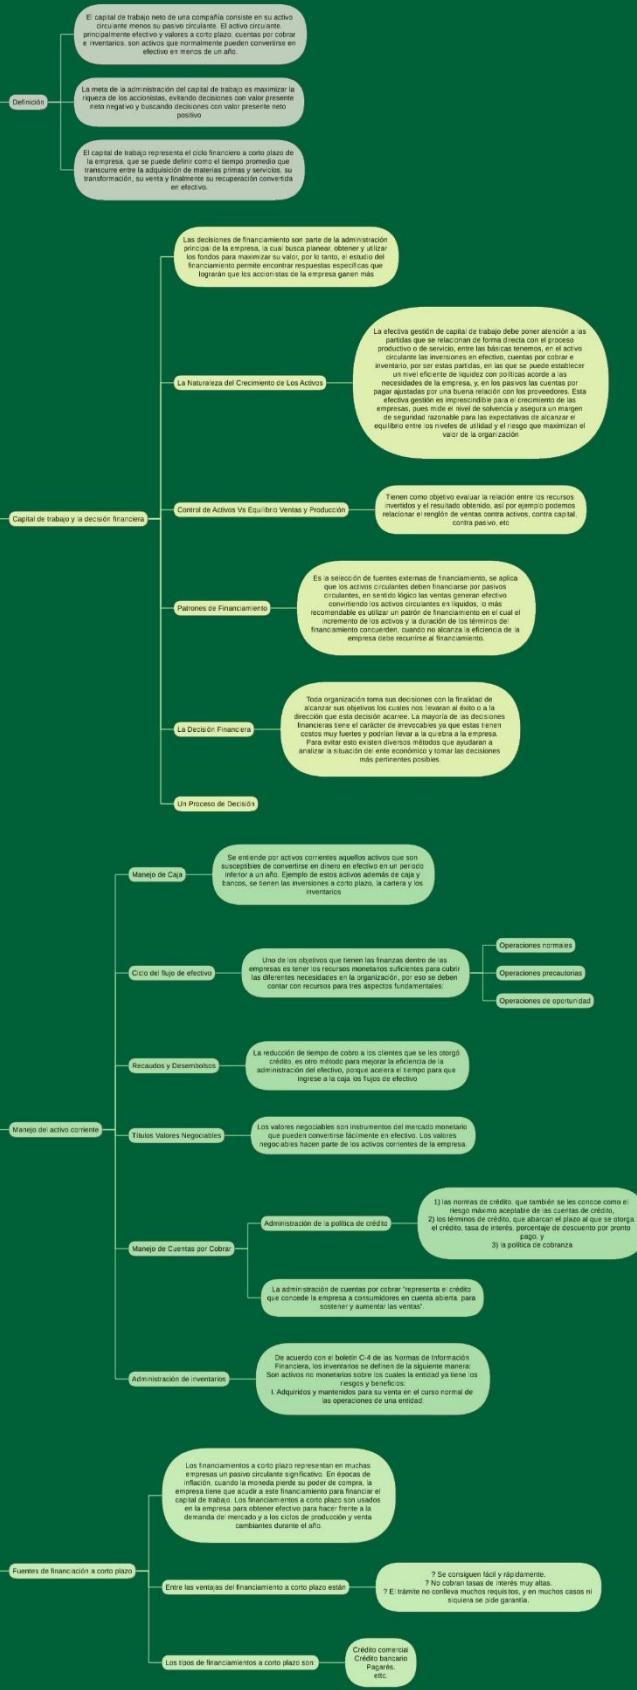 El capital de trabajo neto de una compañía consiste en su activo
circulante menos su pasivo circulante. El activo circulante,
principalmente efectivo y valores a corto plazo, cuentas por cobrar
e inventarios, son activos que normalmente pueden convertirse en
efectivo en menos de un año.
Definición
La meta de la administración del capital de trabajo es maximizar la
riqueza de los accionistas, evitando decisiones con valor presente
neto negativo y buscando decisiones con valor presente neto
positivo
El capital de trabajo representa el ciclo financiero a corto plazo de
la empresa, que se puede definir como el tiempo promedio que
transcurre entre la adquisición de materias primas y servicios, su
transformación, su venta y finalmente su recuperación convertida
en efectivo.
Capital de trabajo y la decisión financiera
Las decisiones de financiamiento son parte de la administración
principal de la empresa, la cual busca planear, obtener y utilizar
los fondos para maximizar su valor, por lo tanto, el estudio del
financiamiento permite encontrar respuestas específicas que
lograrán que los accionistas de la empresa ganen más
La Naturaleza del Crecimiento de Los Activos
La efectiva gestión de capital de trabajo debe poner atención a las
partidas que se relacionan de forma directa con el proceso
productivo o de servicio, entre las básicas tenemos, en el activo
circulante las inversiones en efectivo, cuentas por cobrar e
inventario, por ser estas partidas, en las que se puede establecer
un nivel eficiente de liquidez con políticas acorde a las
necesidades de la empresa, y, en los pasivos las cuentas por
pagar ajustadas por una buena relación con los proveedores. Esta
efectiva gestión es imprescindible para el crecimiento de las
empresas, pues mide el nivel de solvencia y asegura un margen
de seguridad razonable para las expectativas de alcanzar el
equilibrio entre los niveles de utilidad y el riesgo que maximizan el
valor de la organización
Control de Activos Vs Equilibrio Ventas y Producción
Tienen como objetivo evaluar la relación entre los recursos
invertidos y el resultado obtenido, así por ejemplo podemos
relacionar el renglón de ventas contra activos, contra capital,
contra pasivo, etc
Patrones de Financiamiento
Es la selección de fuentes externas de financiamiento, se aplica
que los activos circulantes deben financiarse por pasivos
circulantes, en sentido lógico las ventas generan efectivo
convirtiendo los activos circulantes en líquidos, lo más
recomendable es utilizar un patrón de financiamiento en el cual el
incremento de los activos y la duración de los términos del
financiamiento concuerden, cuando no alcanza la eficiencia de la
empresa debe recurrirse al financiamiento.
La Decisión Financiera
Toda organización toma sus decisiones con la finalidad de
alcanzar sus objetivos los cuales nos llevaran al éxito o a la
dirección que esta decisión acarree. La mayoría de las decisiones
financieras tiene el carácter de irrevocables ya que estas tienen
costos muy fuertes y podrían llevar a la quiebra a la empresa.
Para evitar esto existen diversos métodos que ayudaran a
analizar la situación del ente económico y tomar las decisiones
más pertinentes posibles.
Un Proceso de Decisión
Manejo del activo corriente
Manejo de Caja
Se entiende por activos corrientes aquellos activos que son
susceptibles de convertirse en dinero en efectivo en un periodo
inferior a un año. Ejemplo de estos activos además de caja y
bancos, se tienen las inversiones a corto plazo, la cartera y los
inventarios
Ciclo del flujo de efectivo
Uno de los objetivos que tienen las finanzas dentro de las
empresas es tener los recursos monetarios suficientes para cubrir
las diferentes necesidades en la organización, por eso se deben
contar con recursos para tres aspectos fundamentales:
Operaciones normales
Operaciones precautorias
Operaciones de oportunidad
Recaudos y Desembolsos
La reducción de tiempo de cobro a los clientes que se les otorgó
crédito, es otro método para mejorar la eficiencia de la
administración del efectivo, porque acelera el tiempo para que
ingrese a la caja los flujos de efectivo
Títulos Valores Negociables
Los valores negociables son instrumentos del mercado monetario
que pueden convertirse fácilmente en efectivo. Los valores
negociables hacen parte de los activos corrientes de la empresa.
Manejo de Cuentas por Cobrar
Administración de la política de crédito
1) las normas de crédito, que también se les conoce como el
riesgo máximo aceptable de las cuentas de crédito,
2) los términos de crédito, que abarcan el plazo al que se otorga
el crédito, tasa de interés, porcentaje de descuento por pronto
pago, y
3) la política de cobranza
La administración de cuentas por cobrar "representa el crédito
que concede la empresa a consumidores en cuenta abierta, para
sostener y aumentar las ventas".
Administración de inventarios
De acuerdo con el boletín C-4 de las Normas de Información
Financiera, los inventarios se definen de la siguiente manera:
Son activos no monetarios sobre los cuales la entidad ya tiene los
riesgos y beneficios:
I. Adquiridos y mantenidos para su venta en el curso normal de
las operaciones de una entidad;
Fuentes de financiación a corto plazo
Los financiamientos a corto plazo representan en muchas
empresas un pasivo circulante significativo. En épocas de
inflación, cuando la moneda pierde su poder de compra, la
empresa tiene que acudir a este financiamiento para financiar el
capital de trabajo. Los financiamientos a corto plazo son usados
en la empresa para obtener efectivo para hacer frente a la
demanda del mercado y a los ciclos de producción y venta
cambiantes durante el año.
Entre las ventajas del financiamiento a corto plazo están
? Se consiguen fácil y rápidamente.
? No cobran tasas de interés muy altas.
? El trámite no conlleva muchos requisitos, y en muchos casos ni
siquiera se pide garantía.
Los tipos de financiamientos a corto plazo son
Crédito comercial
Crédito bancario
Pagarés.
ettc.